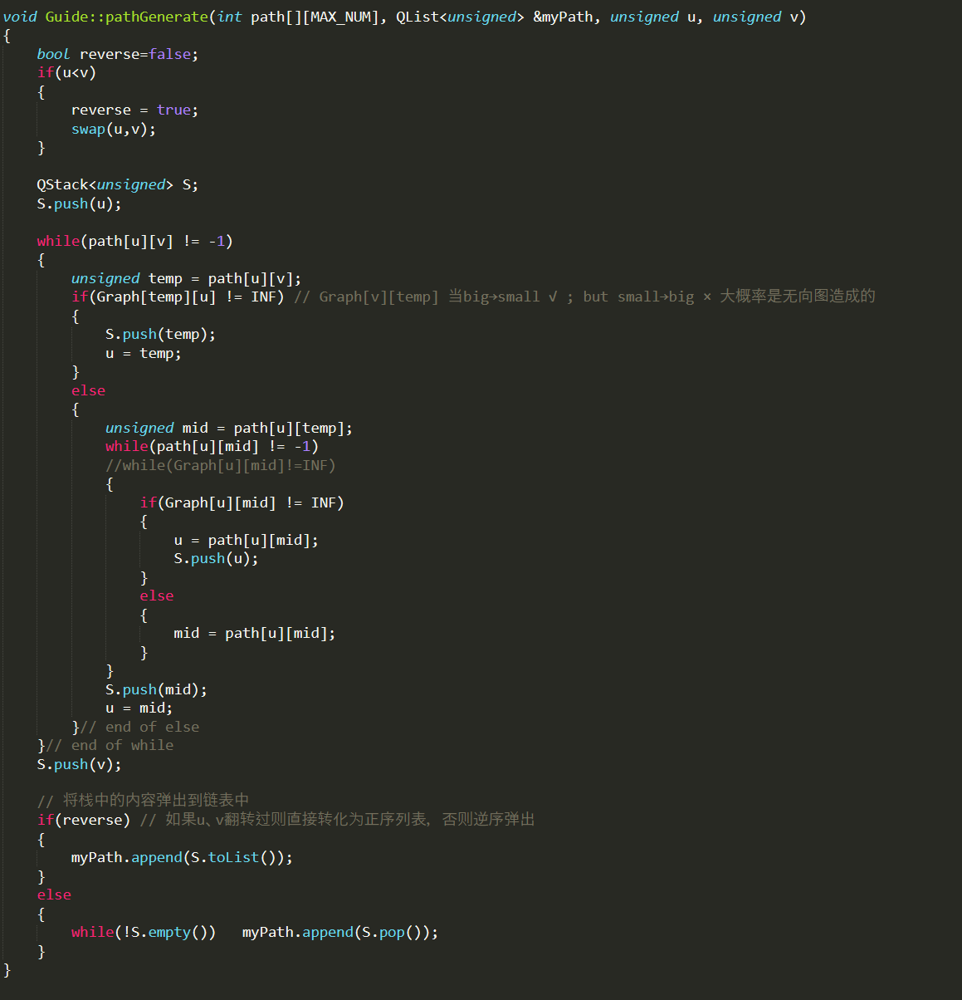 void Guide::pathGenerate(int path[][MAX_NUM], QList<unsigned> &myPath, unsigned u, unsigned v)
{
    bool reverse=false;
    if(u<v)
    {
        reverse = true;
        swap(u,v);
    }

    QStack<unsigned> S;
    S.push(u);

    while(path[u][v] != -1)
    {
        unsigned temp = path[u][v];
        if(Graph[temp][u] != INF) // Graph[v][temp] 当big→small √ ; but small→big × 大概率是无向图造成的
        {
            S.push(temp);
            u = temp;
        }
        else
        {
            unsigned mid = path[u][temp];
            while(path[u][mid] != -1)
            //while(Graph[u][mid]!=INF)
            {
                if(Graph[u][mid] != INF)
                {
                    u = path[u][mid];
                    S.push(u);
                }
                else
                {
                    mid = path[u][mid];
                }
            }
            S.push(mid);
            u = mid;
        }// end of else
    }// end of while
    S.push(v);

    // 将栈中的内容弹出到链表中
    if(reverse) // 如果u、v翻转过则直接转化为正序列表，否则逆序弹出
    {
        myPath.append(S.toList());
    }
    else
    {
        while(!S.empty())   myPath.append(S.pop());
    }
}